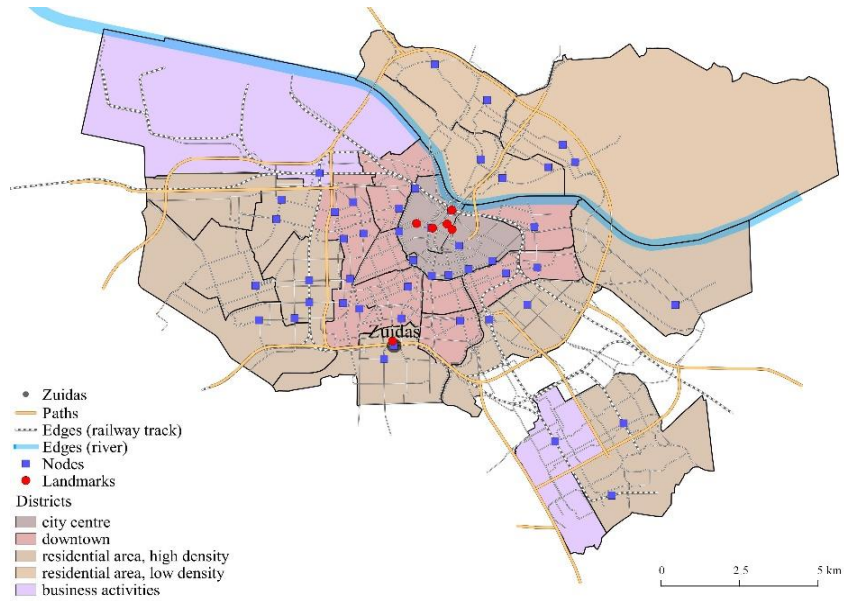 Zuidas
Zuidas
Paths
Edges (railway track)
Edges (river)
Nodes
Landmarks
Districts
city centre
downtown
residential area, high density
residential area, low density
business activities
0 2.5 5 km